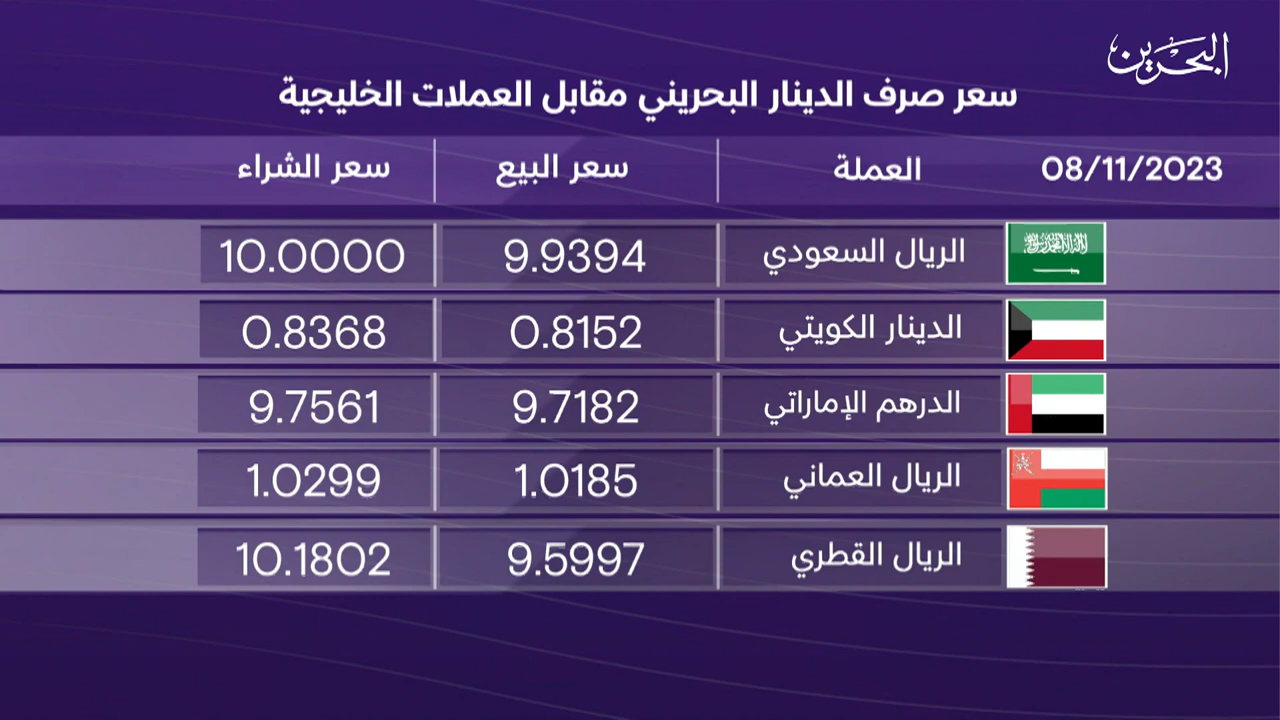 البحرين
سعر صرف الدينار البحريني مقابل العملات الخليجية
08/11/2023 العملة سعر البيع سعر الشراء
الريال السعودي 9.9394 10.0000
الدينار الكويتي 0.8152 0.8368
الدرهم الإماراتي 9.7182 9.7561
الريال العماني 1.0185 1.0299
الريال القطري 9.5997 10.1802